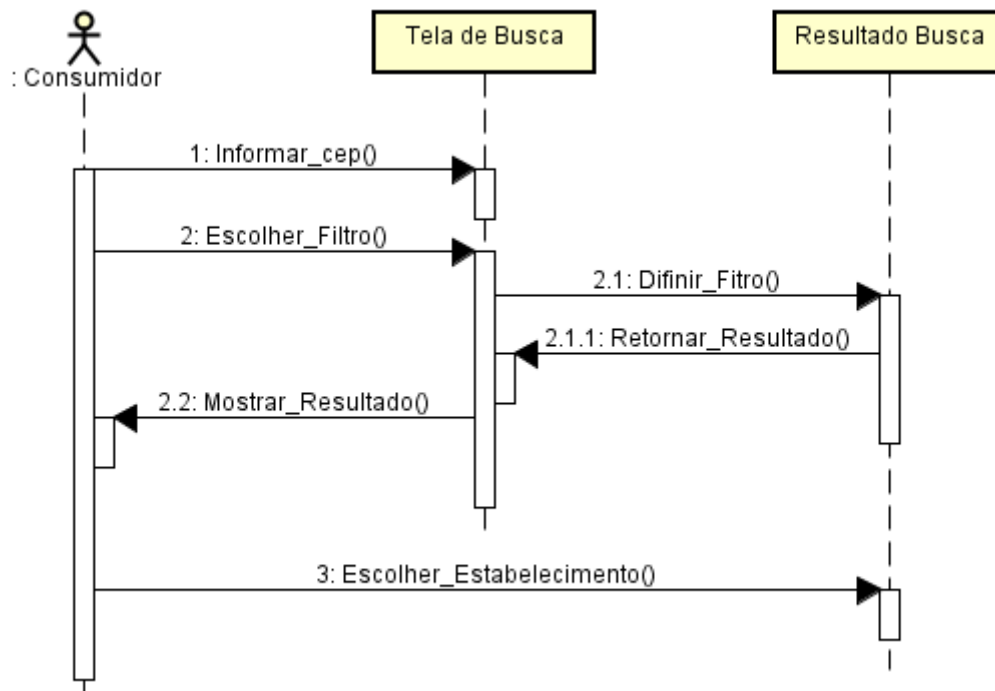 Tela de Busca
Resultado Busca
: Consumidor
1: Informar_cep()
2: Escolher_Filtro()
2.1: Difinir_Fitro()
2.1.1: Retornar_Resultado()
2.2: Mostrar_Resultado()
3: Escolher_Estabelecimento()